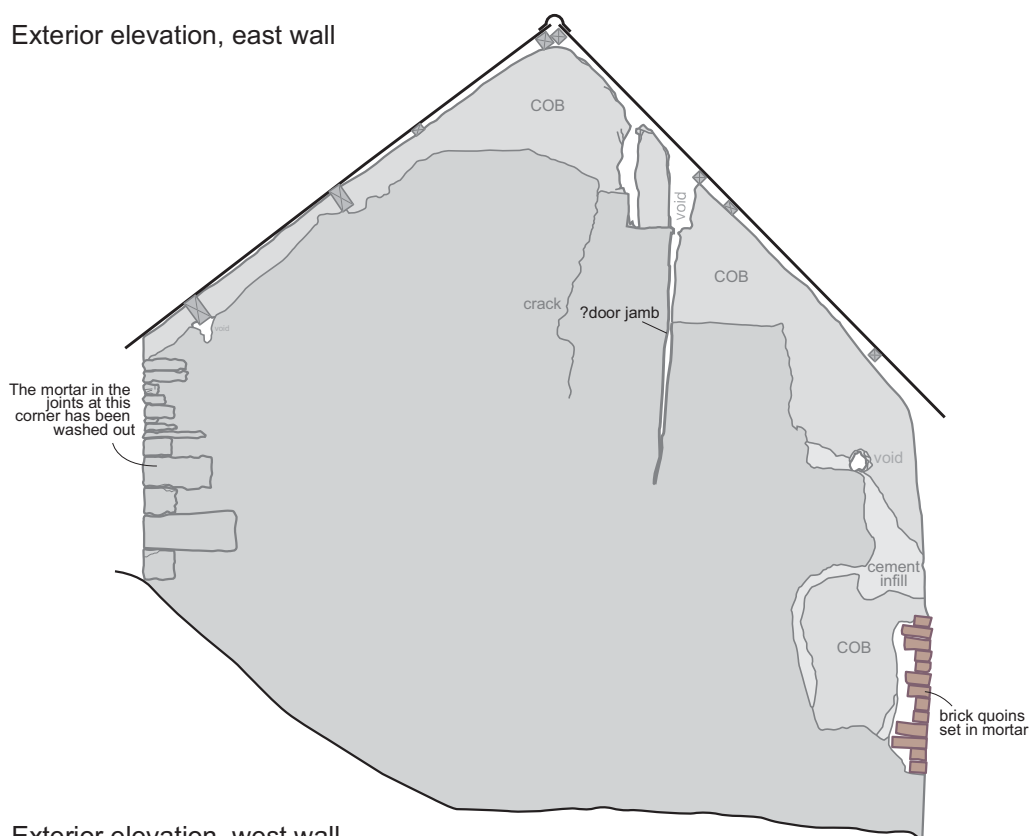 Exterior elevation, east wall
COB
void
COB
crack
?door jamb
void
The mortar in the
joints at this
corner has been
washed out
void
cement
infill
COB
brick quoins
set in mortar
Exterior elevation, west wall